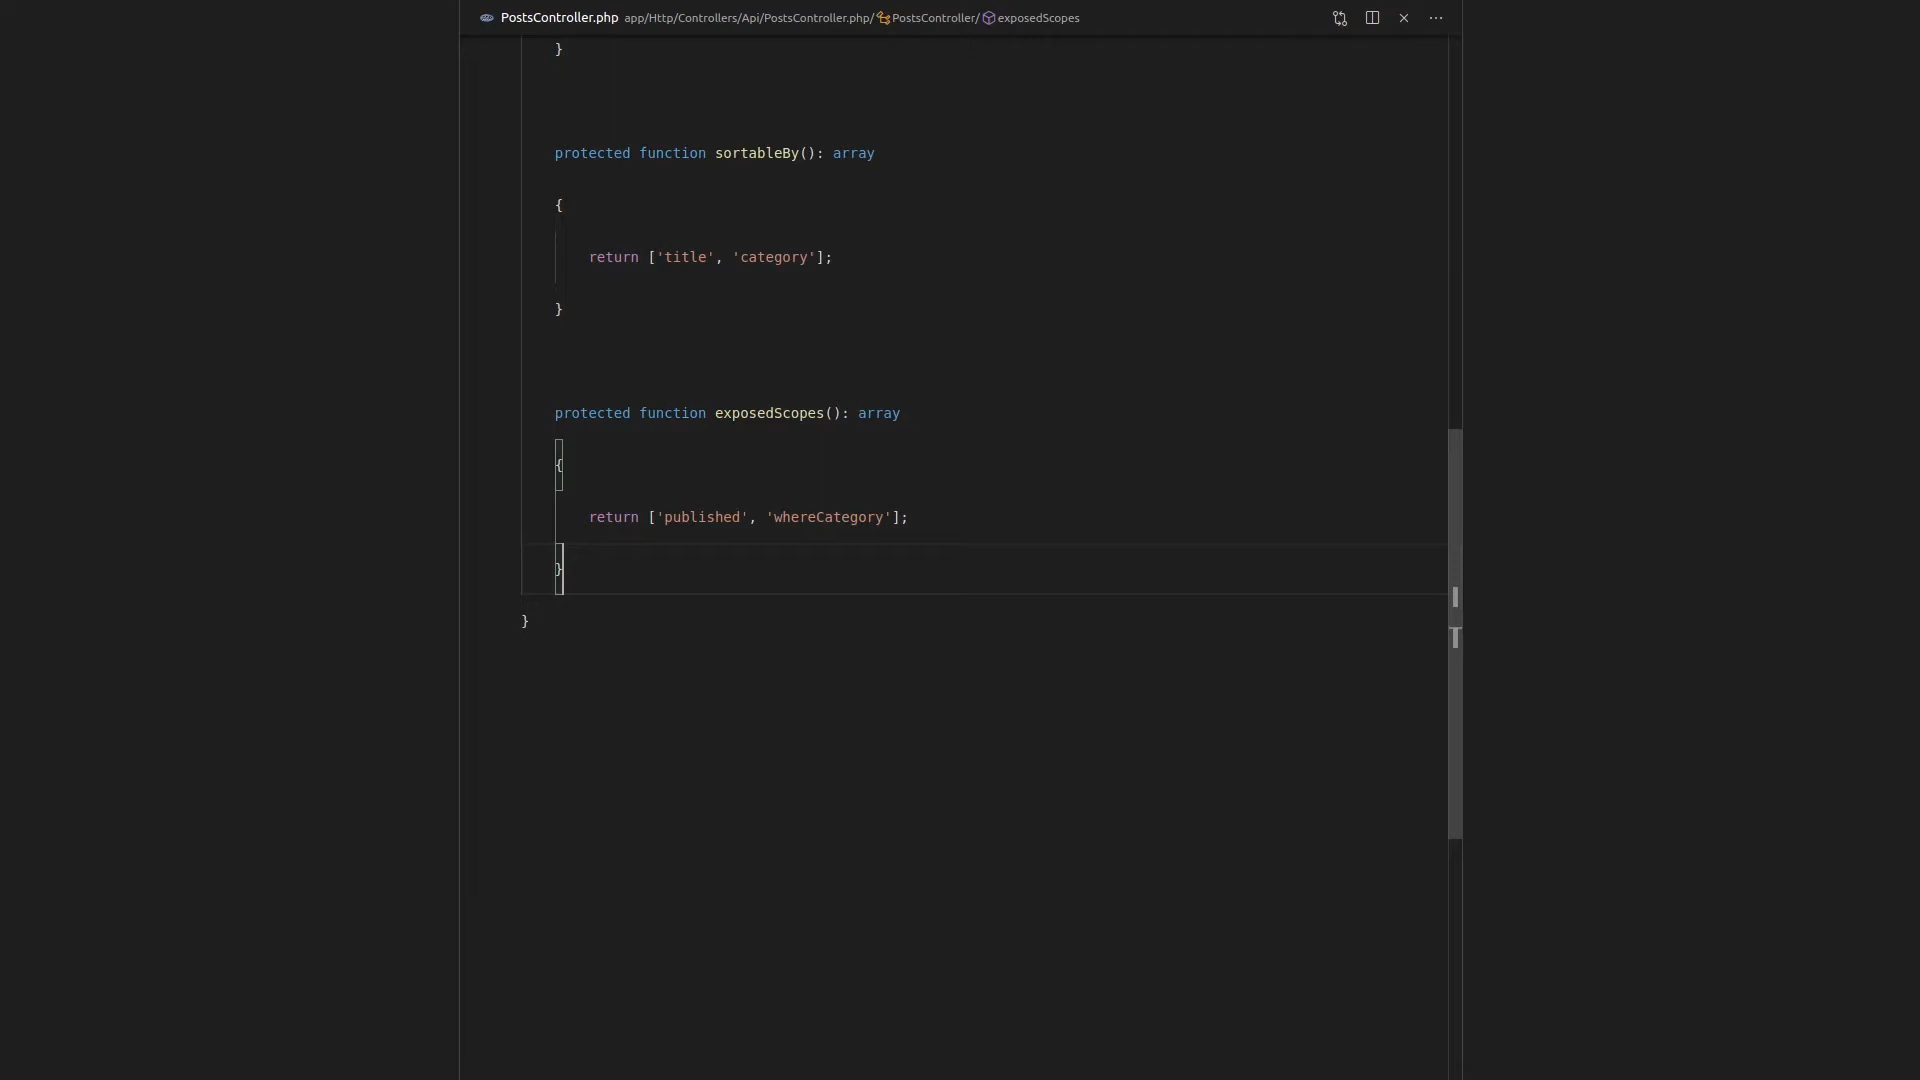 PostsController.php app/Http/Controllers/Api/PostsController.php/ PostsController/ exposedScopes
}
protected function sortableBy(): array
{
return ['title', 'category'];
}
protected function exposedScopes(): array
{
return ['published', 'whereCategory'];
}
}